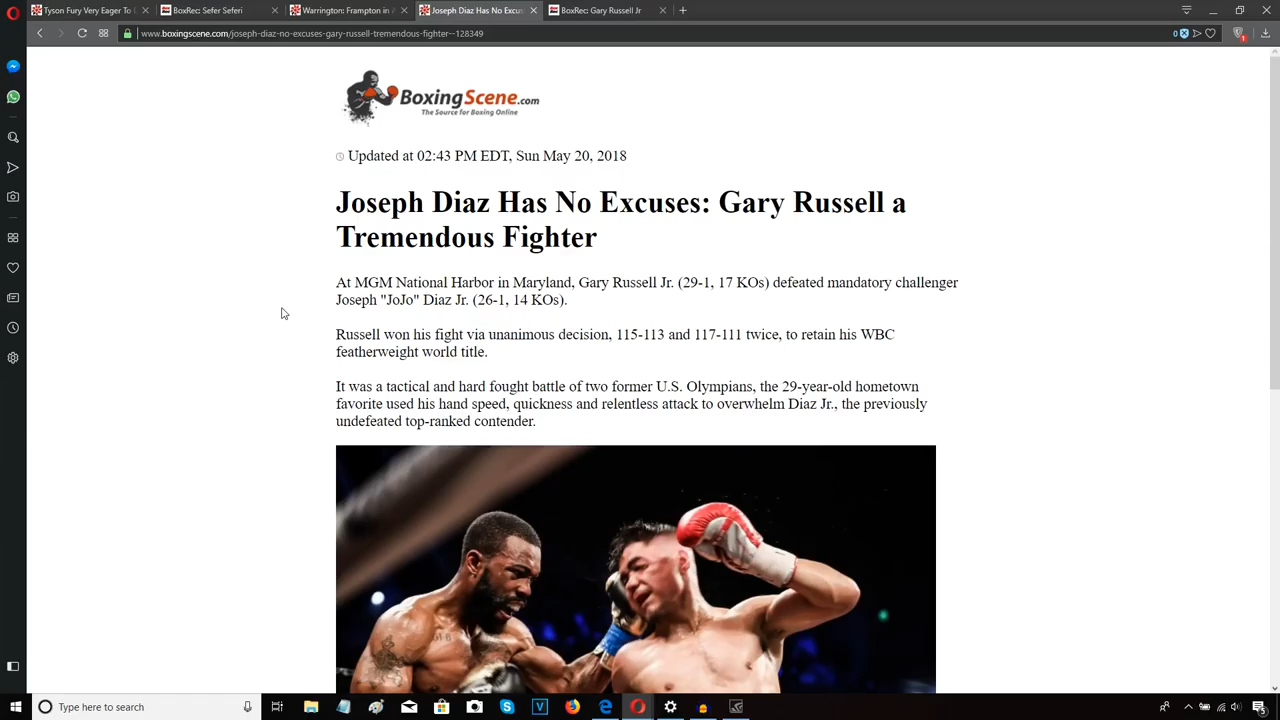 Tyson Fury Very Eager To
BoxRec: Sefer Seferi
Warrington: Frampton in
Joseph Diaz Has No Excus
BoxRec: Gary Russell Jr
www.boxingscene.com/joseph-diaz-no-excuses-gary-russell-tremendous-fighter--128349
0
1
BoxingScene.com
The Source for Boxing Online
Updated at 02:43 PM EDT, Sun May 20, 2018
Joseph Diaz Has No Excuses: Gary Russell a
Tremendous Fighter
At MGM National Harbor in Maryland, Gary Russell Jr. (29-1, 17 KOs) defeated mandatory challenger
Joseph "JoJo" Diaz Jr. (26-1, 14 KOs).
Russell won his fight via unanimous decision, 115-113 and 117-111 twice, to retain his WBC
featherweight world title.
It was a tactical and hard fought battle of two former U.S. Olympians, the 29-year-old hometown
favorite used his hand speed, quickness and relentless attack to overwhelm Diaz Jr., the previously
undefeated top-ranked contender.
Type here to search